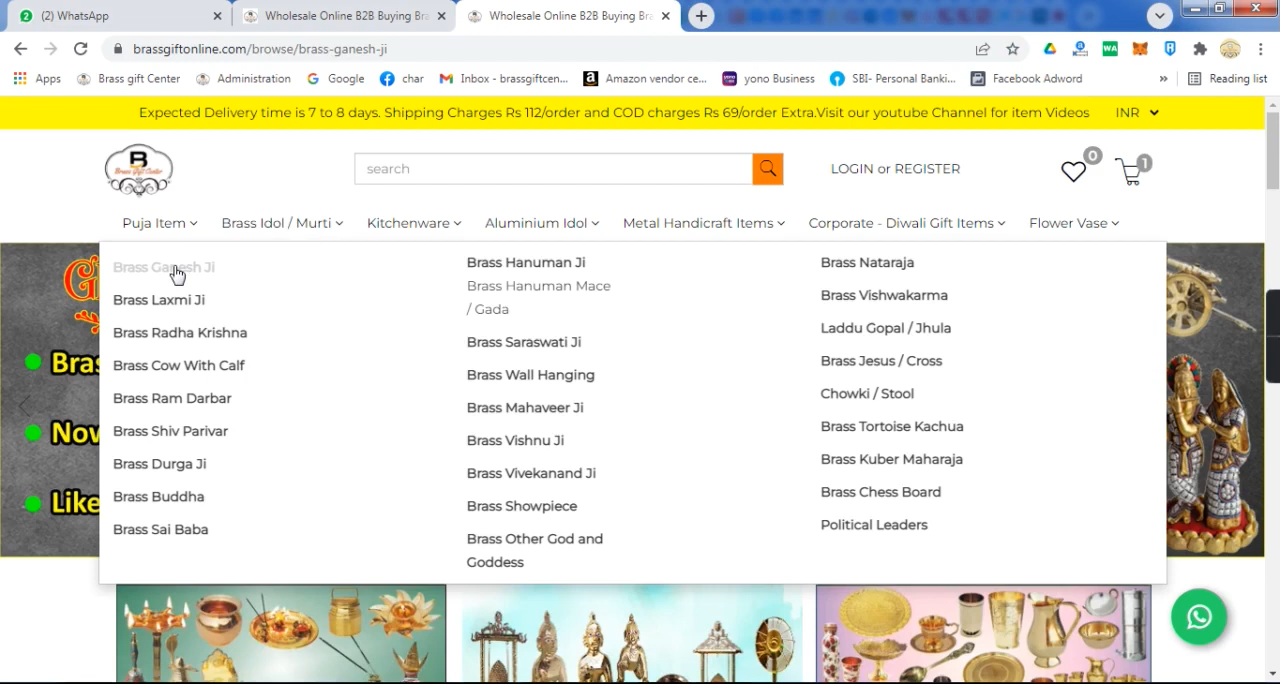 (2) WhatsApp
Wholesale Online B2B Buying Bra
Wholesale Online B2B Buying Bra
brassgiftonline.com/browse/brass-ganesh-ji
Apps Brass gift Center Administration Google char Inbox - brassgiftcen... Amazon vendor ce... yono Business SBI- Personal Banki... Facebook Adword » Reading list
Expected Delivery time is 7 to 8 days. Shipping Charges Rs 112/order and COD charges Rs 69/order Extra.Visit our youtube Channel for item Videos INR
B
Brass Gift Center
search
LOGIN or REGISTER
0
1
Puja Item Brass Idol / Murti Kitchenware Aluminium Idol Metal Handicraft Items Corporate - Diwali Gift Items Flower Vase
Brass Ganesh Ji
Brass Laxmi Ji
Brass Radha Krishna
Brass Cow With Calf
Brass Ram Darbar
Brass Shiv Parivar
Brass Durga Ji
Brass Buddha
Brass Sai Baba
Brass Hanuman Ji
Brass Hanuman Mace
/ Gada
Brass Saraswati Ji
Brass Wall Hanging
Brass Mahaveer Ji
Brass Vishnu Ji
Brass Vivekanand Ji
Brass Showpiece
Brass Other God and
Goddess
Brass Nataraja
Brass Vishwakarma
Laddu Gopal / Jhula
Brass Jesus / Cross
Chowki / Stool
Brass Tortoise Kachua
Brass Kuber Maharaja
Brass Chess Board
Political Leaders
G
Bras
Now
Like